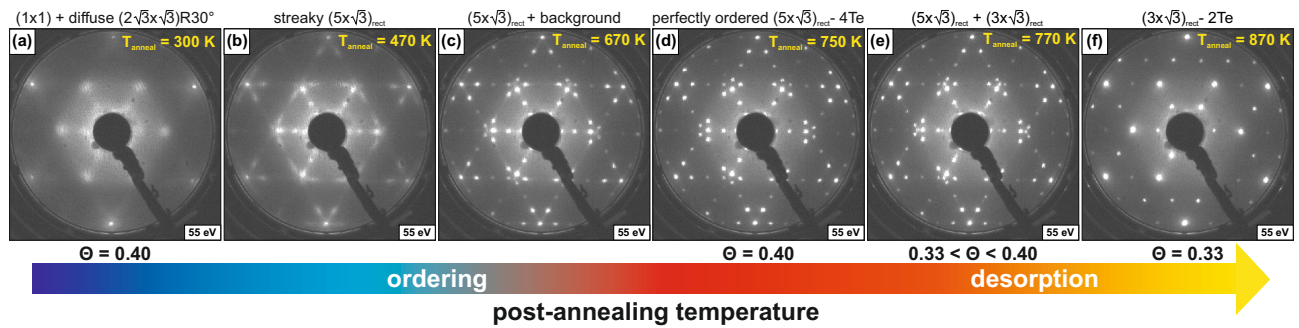 (1x1) + diffuse (2√3x√3)R30°
streaky (5x√3)rect
(5x√3)rect + background
perfectly ordered (5x√3)rect- 4Te
(5x√3)rect + (3x√3)rect
(3x√3)rect- 2Te
(a)
Tanneal = 300 K
55 eV
(b)
Tanneal = 470 K
55 eV
(c)
Tanneal = 670 K
55 eV
(d)
Tanneal = 750 K
55 eV
(e)
Tanneal = 770 K
55 eV
(f)
Tanneal = 870 K
55 eV
Θ = 0.40
Θ = 0.40
0.33 < Θ < 0.40
Θ = 0.33
ordering
desorption
post-annealing temperature